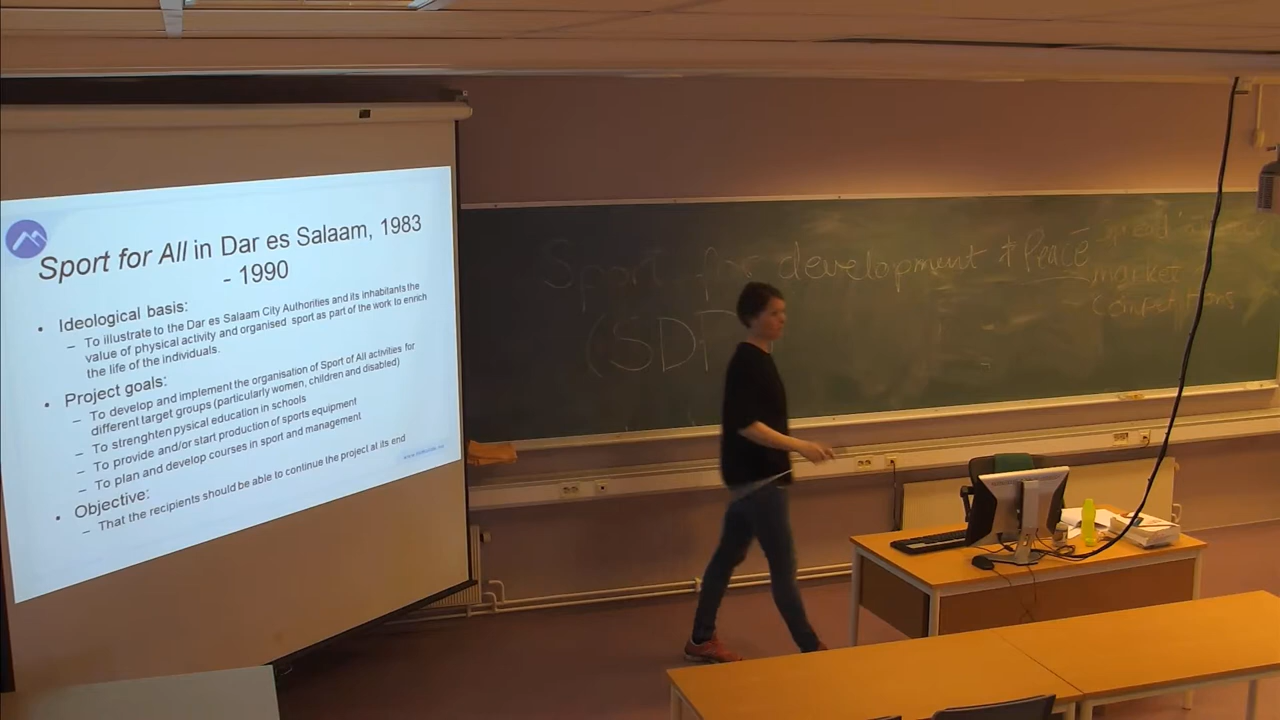 Sport for All in Dar es Salaam, 1983
- 1990
• Ideological basis:
– To illustrate to the Dar es Salaam City Authorities and its inhabitants the
value of physical activity and organised sport as part of the work to enrich
the life of the individuals.
• Project goals:
– To develop and implement the organisation of Sport of All activities for
different target groups (particularly women, children and disabled)
– To strenghten pysical education in schools
– To provide and/or start production of sports equipment
– To plan and develop courses in sport and management
• Objective:
– That the recipients should be able to continue the project at its end
Sport for development + Peace
(SDP
spread
market